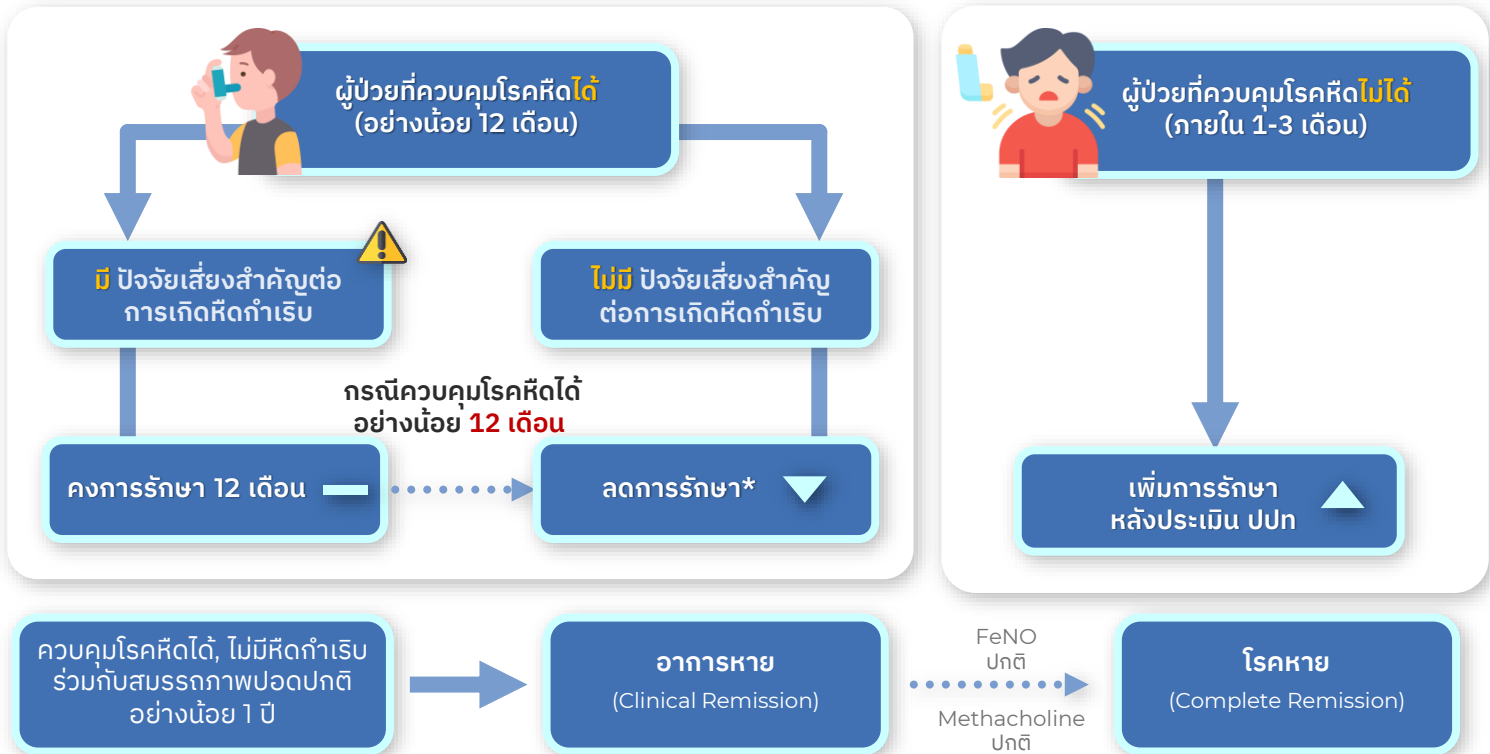 ผู้ป่วยที่ควบคุมโรคหืดได้
(อย่างน้อย 12 เดือน)
มี ปัจจัยเสี่ยงสำคัญต่อ
การเกิดหืดกำเริบ
ไม่มี ปัจจัยเสี่ยงสำคัญ
ต่อการเกิดหืดกำเริบ
กรณีควบคุมโรคหืดได้
อย่างน้อย 12 เดือน
คงการรักษา 12 เดือน
ลดการรักษา*
ผู้ป่วยที่ควบคุมโรคหืดไม่ได้
(ภายใน 1-3 เดือน)
เพิ่มการรักษา
หลังประเมิน ปปท
ควบคุมโรคหืดได้, ไม่มีหืดกำเริบ
ร่วมกับสมรรถภาพปอดปกติ
อย่างน้อย 1 ปี
อาการหาย
(Clinical Remission)
FeNO
ปกติ
Methacholine
ปกติ
โรคหาย
(Complete Remission)